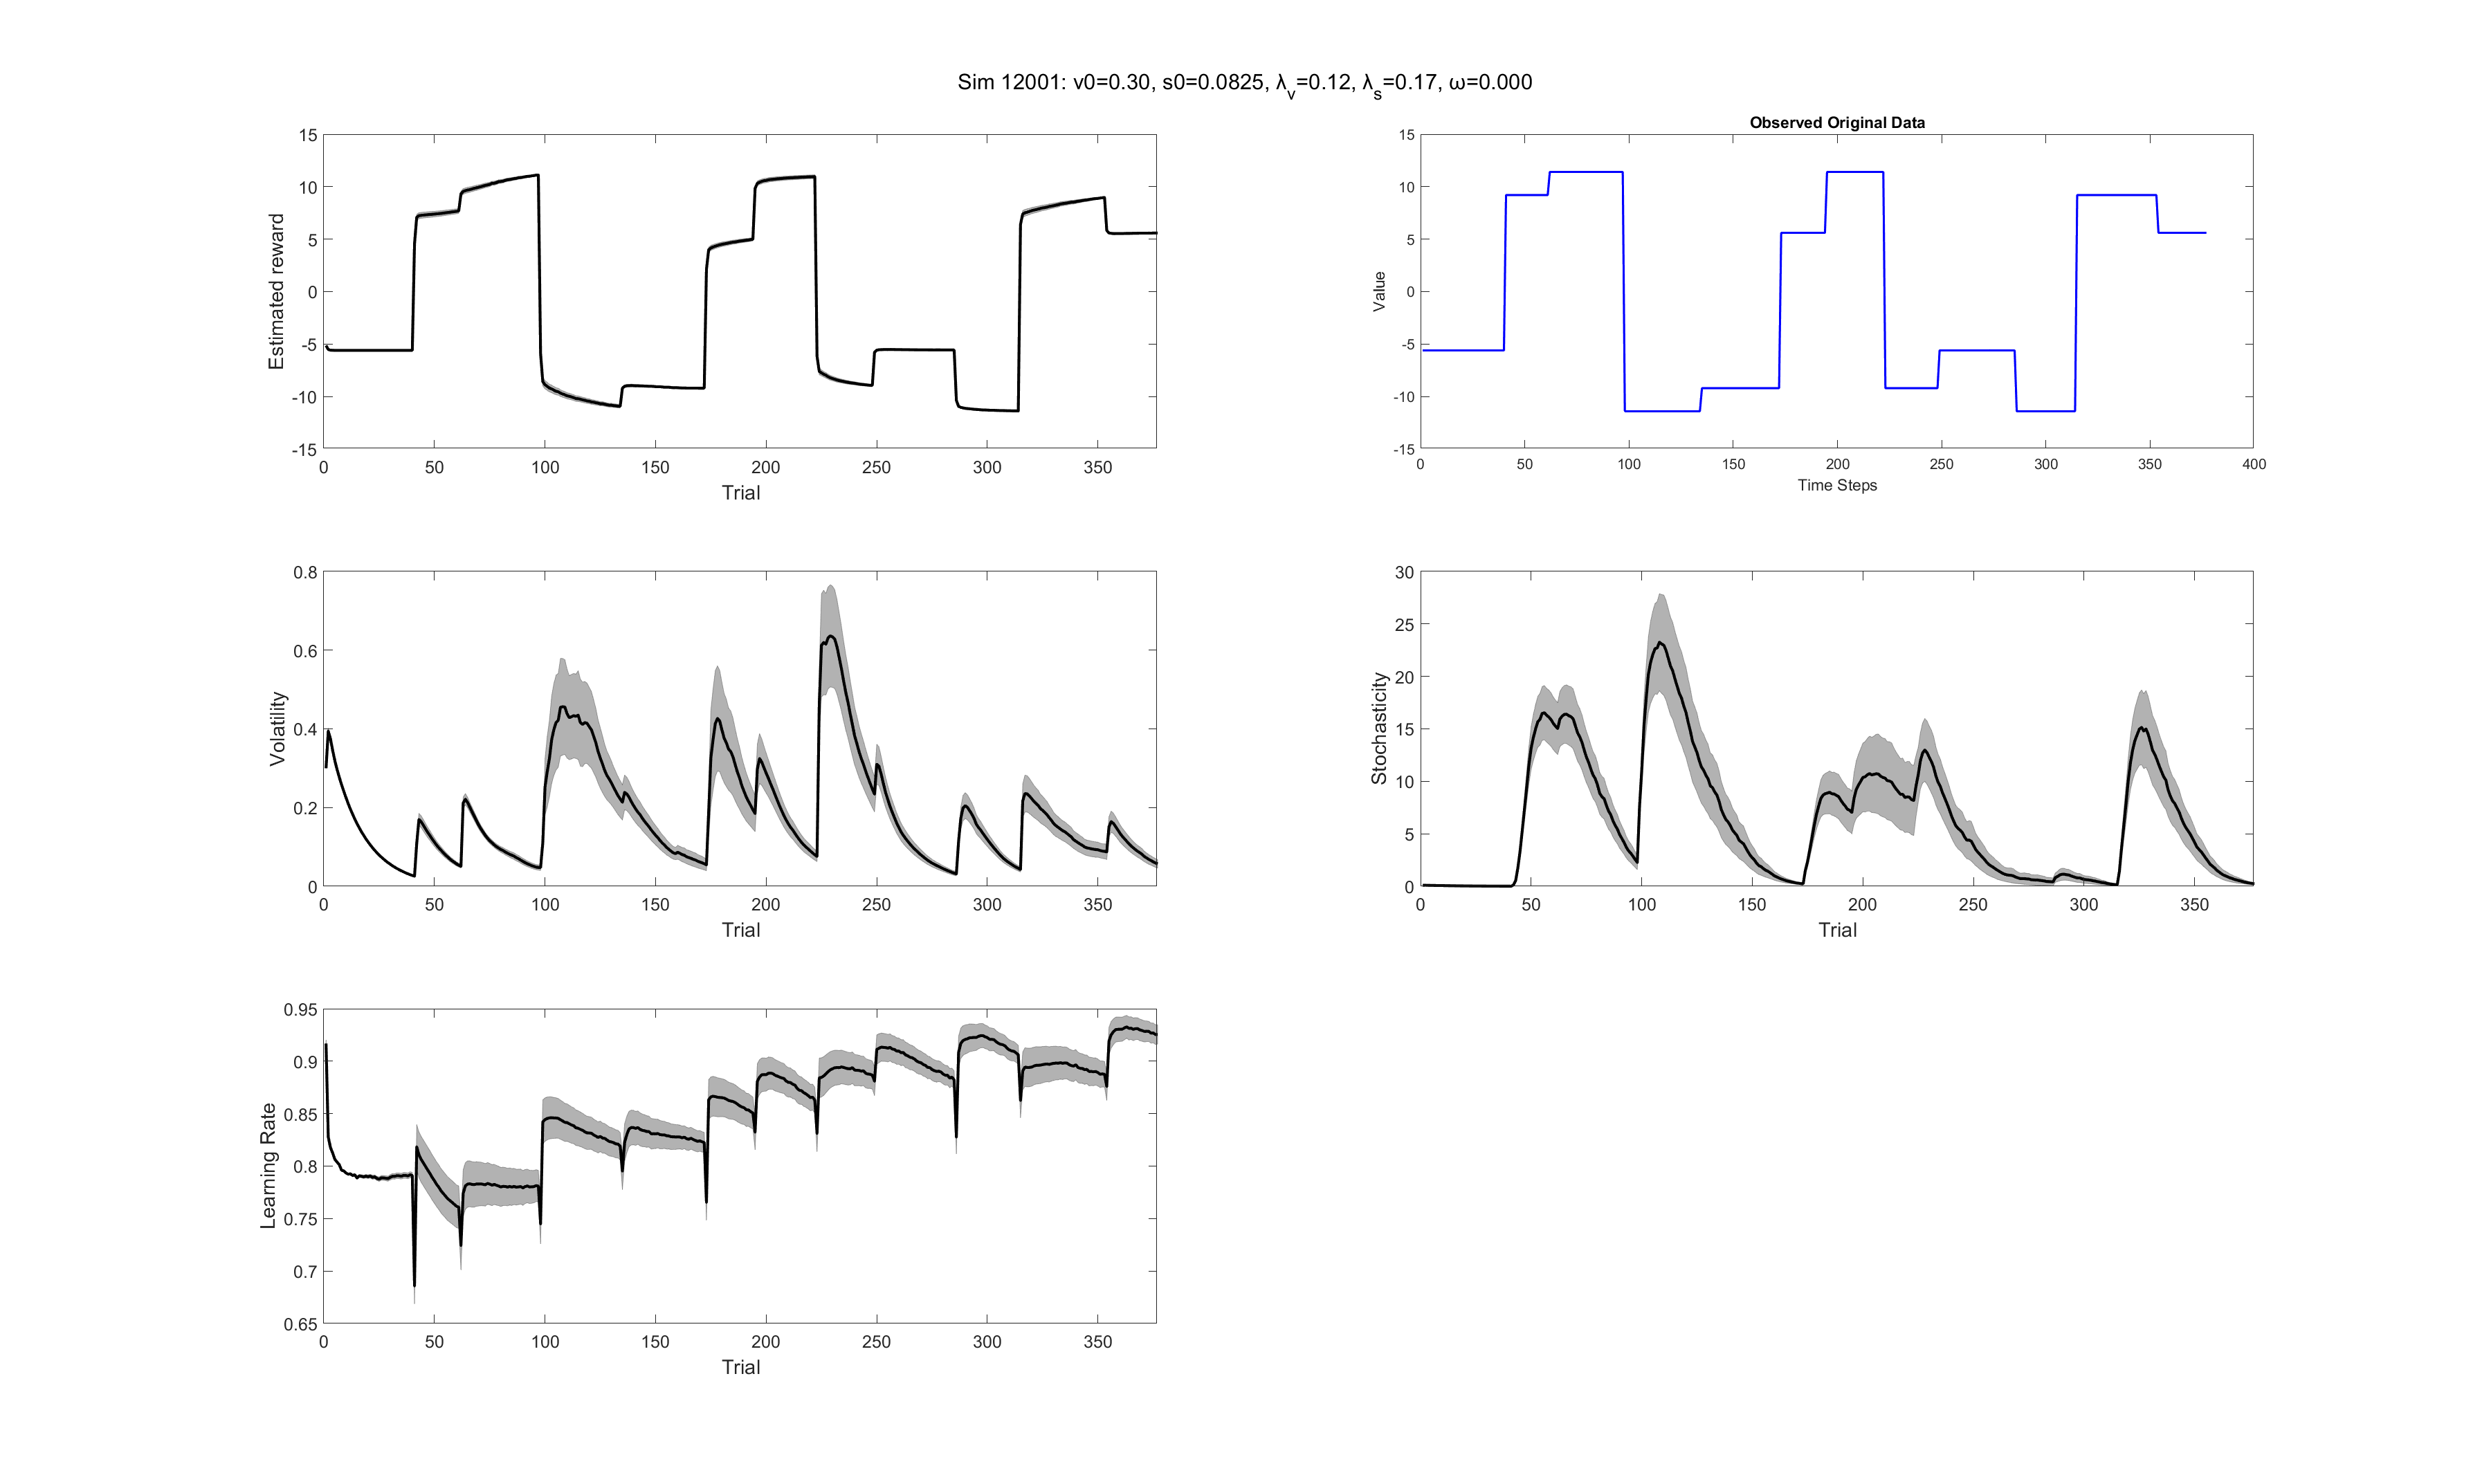 Sim 12001: v0=0.30, s0=0.0825, λv=0.12, λs=0.17, ω=0.000
15
10
5
0
-5
-10
-15
Estimated reward
0 50 100 150 200 250 300 350
Trial
Observed Original Data
15
10
5
0
-5
-10
-15
Value
0 50 100 150 200 250 300 350 400
Time Steps
0.8
0.6
0.4
0.2
0
Volatility
0 50 100 150 200 250 300 350
Trial
30
25
20
15
10
5
0
Stochasticity
0 50 100 150 200 250 300 350
Trial
0.95
0.9
0.85
0.8
0.75
0.7
0.65
Learning Rate
0 50 100 150 200 250 300 350
Trial